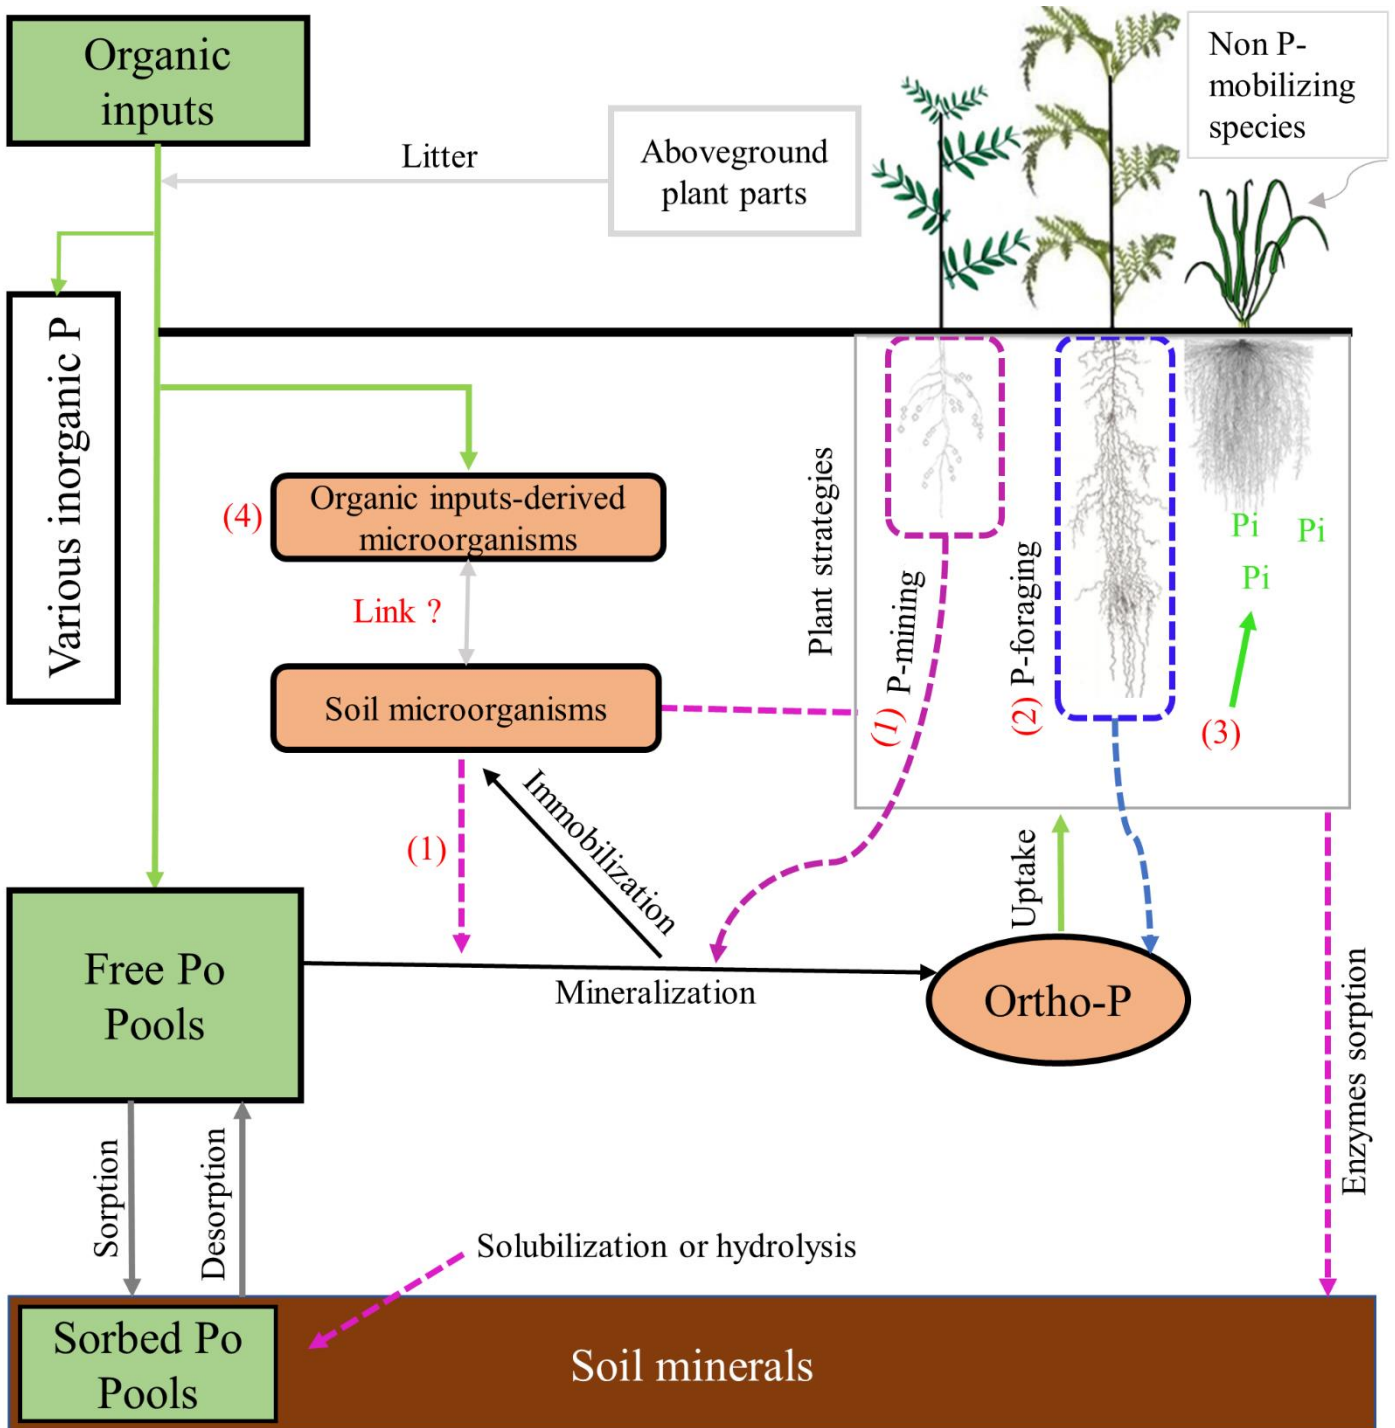 Organic
inputs
Litter
Aboveground
plant parts
Non P-
mobilizing
species
Various inorganic P
(4)
Organic inputs-derived
microorganisms
Link ?
Soil microorganisms
Plant strategies
(1) P-mining
(2) P-foraging
Pi
Pi
Pi
(3)
(1)
Immobilization
Uptake
Free Po
Pools
Mineralization
Ortho-P
Enzymes sorption
Sorption
Desorption
Solubilization or hydrolysis
Sorbed Po
Pools
Soil minerals